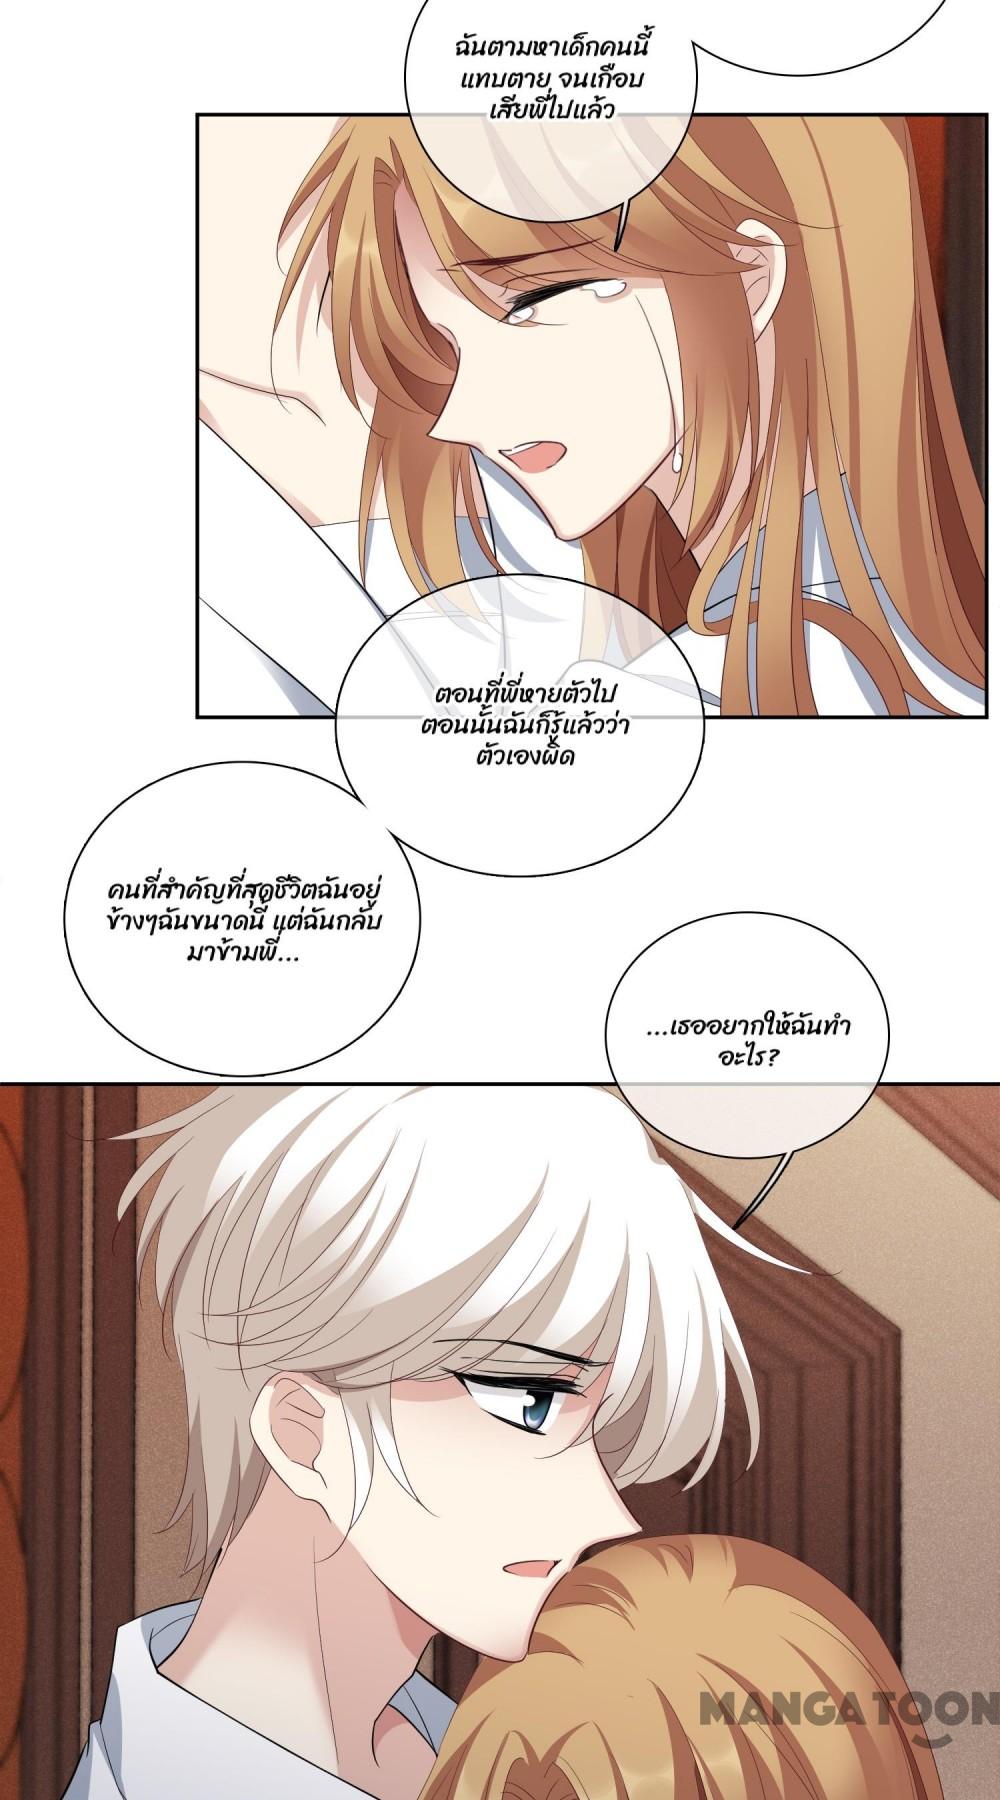 ฉันตามหาเด็กคนนี้
แทบตาย จนเกือบ
เสียพี่ไปแล้ว
ตอนที่พี่หายตัวไป
ตอนนั้นฉันก็รู้แล้วว่า
ตัวเองผิด
คนที่สำคัญที่สุดชีวิตฉันอยู่
ข้างๆฉันขนาดนี้ แต่ฉันกลับ
มาข้ามพี่...
...เธออยากให้ฉันทำ
อะไร?
MANGATOON